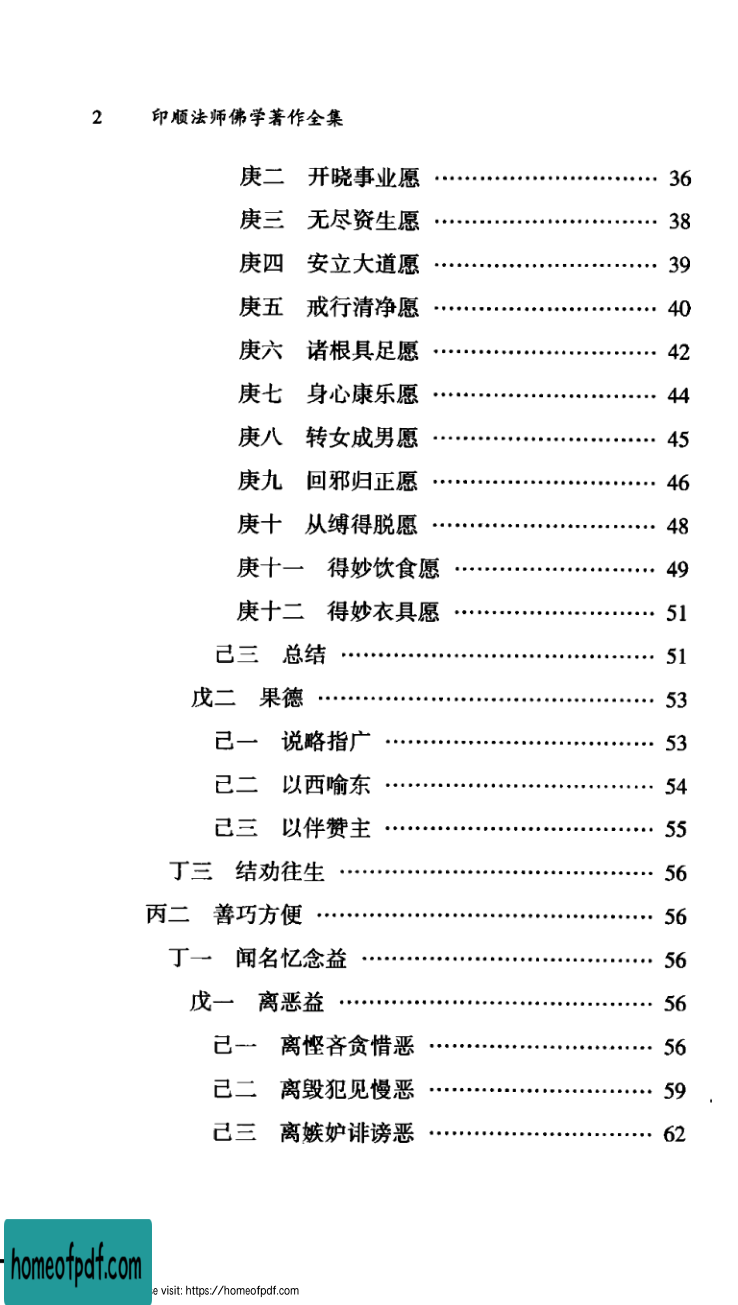 2 印顺法师佛学著作全集
庚二 开晓事业愿 …………………………… 36
庚三 无尽资生愿 …………………………… 38
庚四 安立大道愿 …………………………… 39
庚五 戒行清净愿 …………………………… 40
庚六 诸根具足愿 …………………………… 42
庚七 身心康乐愿 …………………………… 44
庚八 转女成男愿 …………………………… 45
庚九 回邪归正愿 …………………………… 46
庚十 从缚得脱愿 …………………………… 48
庚十一 得妙饮食愿 ………………………… 49
庚十二 得妙衣具愿 ………………………… 51
己三 总结 …………………………………… 51
戊二 果德 ……………………………………… 53
己一 说略指广 ……………………………… 53
己二 以西喻东 ……………………………… 54
己三 以伴赞主 ……………………………… 55
丁三 结劝往生 …………………………………… 56
丙二 善巧方便 ……………………………………… 56
丁一 闻名忆念益 ………………………………… 56
戊一 离恶益 …………………………………… 56
己一 离悭吝贪惜恶 ………………………… 56
己二 离毁犯见慢恶 ………………………… 59
己三 离嫉妒诽谤恶 ………………………… 62
homeofpdf.com
e visit: https://homeofpdf.com